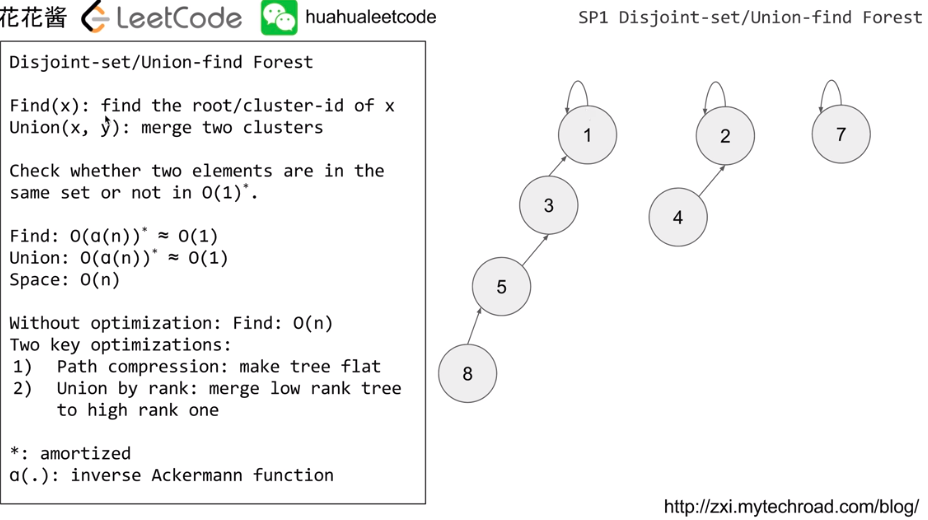 花花酱 LeetCode huahualeetcode
SP1 Disjoint-set/Union-find Forest
Disjoint-set/Union-find Forest
Find(x): find the root/cluster-id of x
Union(x, y): merge two clusters
Check whether two elements are in the
same set or not in O(1)*.
Find: O(ɑ(n))* ≈ O(1)
Union: O(ɑ(n))* ≈ O(1)
Space: O(n)
Without optimization: Find: O(n)
Two key optimizations:
1) Path compression: make tree flat
2) Union by rank: merge low rank tree
to high rank one
*: amortized
ɑ(.): inverse Ackermann function
1
2
7
3
4
5
8
http://zxi.mytechroad.com/blog/